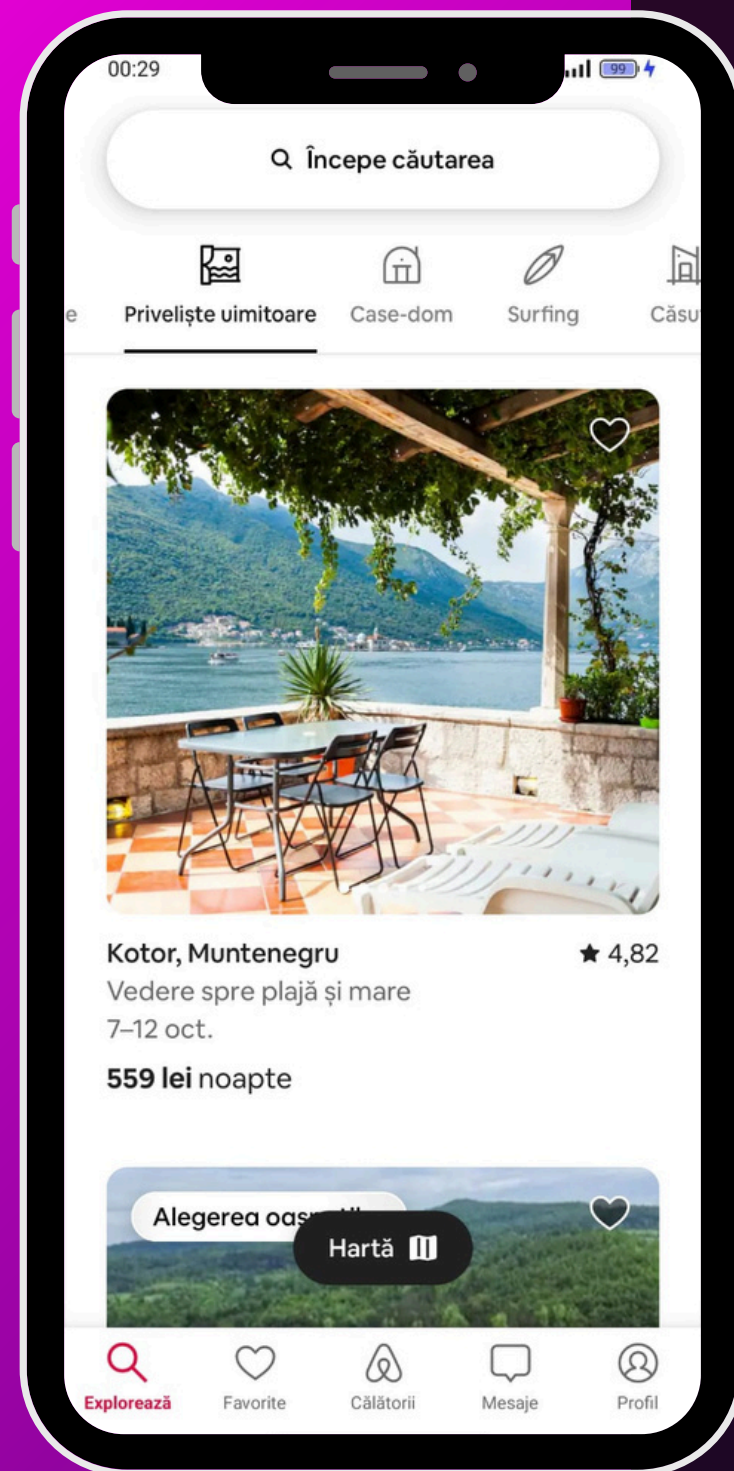 00:29
99
Începe căutarea
Priveliște uimitoare
Case-dom
Surfing
Kotor, Muntenegru
4,82
Vedere spre plajă și mare
7–12 oct.
559 lei noapte
Alegerea
Hartă
Explorează
Favorite
Călătorii
Mesaje
Profil